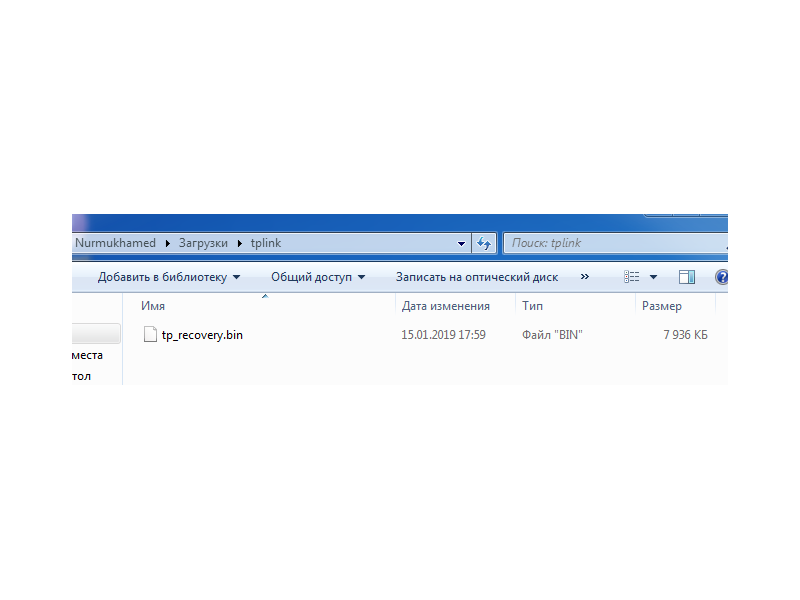 Nurmukhamed Загрузки tplink Поиск: tplink
Добавить в библиотеку Общий доступ Записать на оптический диск »
Имя Дата изменения Тип Размер
tp_recovery.bin 15.01.2019 17:59 Файл "BIN" 7 936 КБ
места
тол